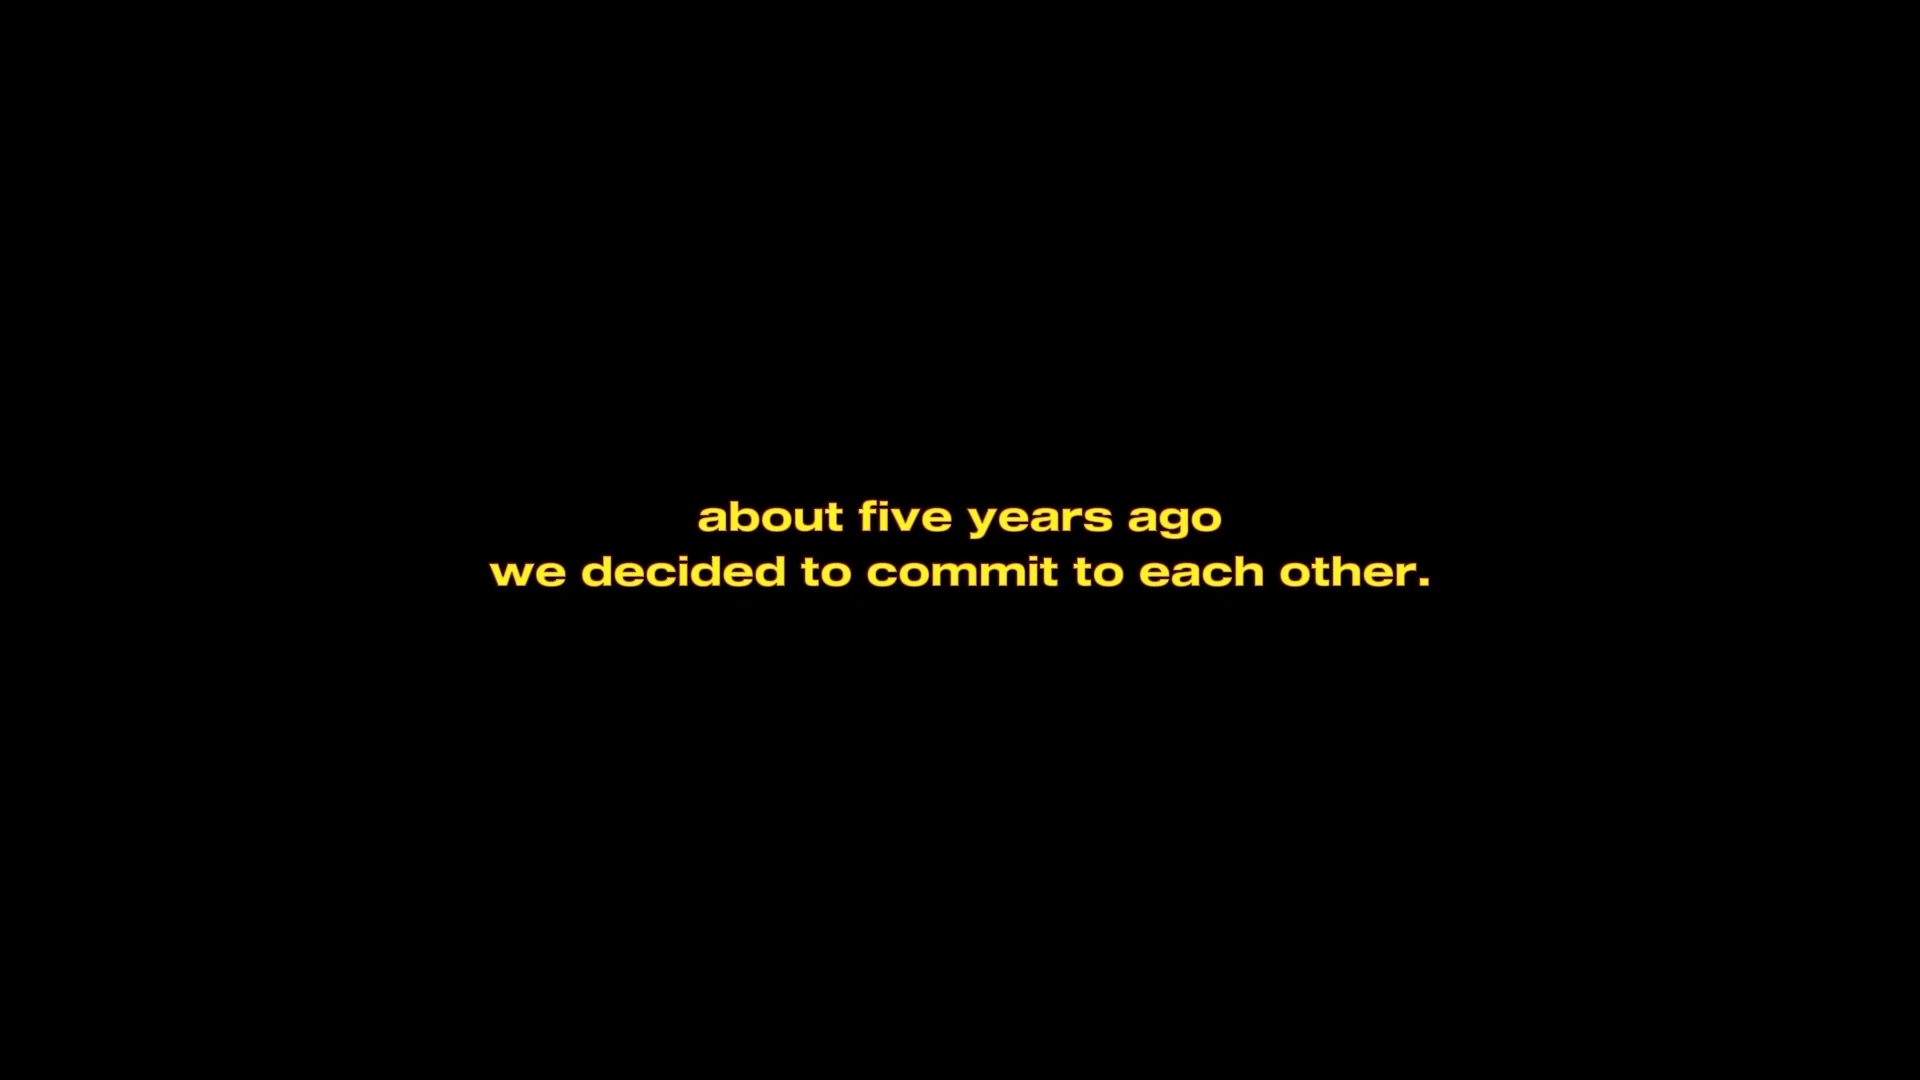 about five years ago
we decided to commit to each other.